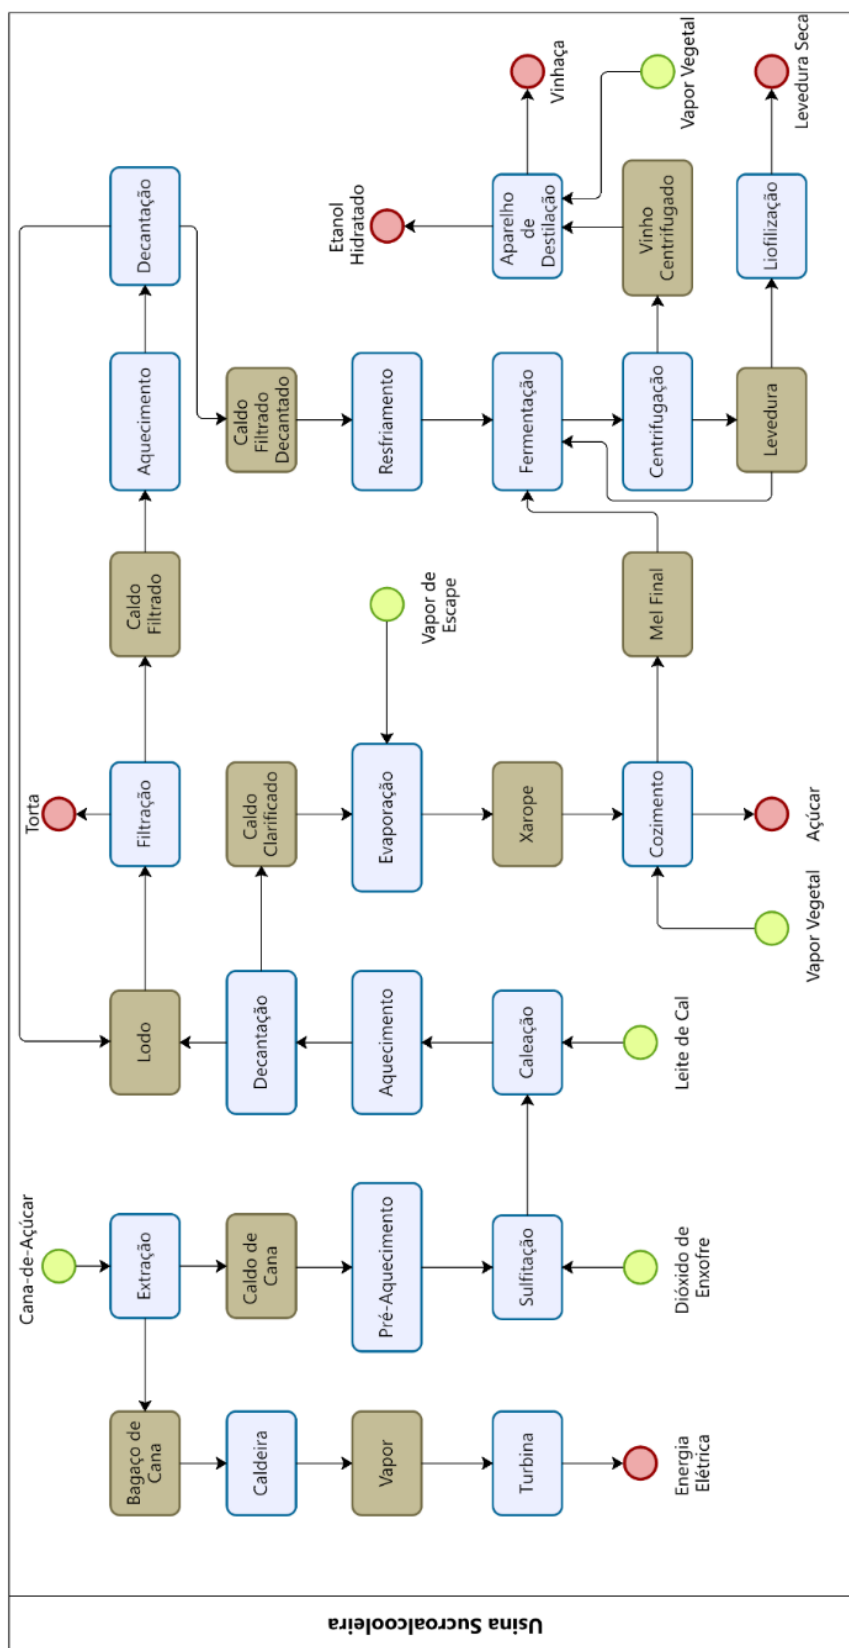 Usina Sucroalcooleira
Cana-de-Açúcar
Bagaço de
Cana
Extração
Lodo
Torta
Filtração
Caldo
Filtrado
Aquecimento
Decantação
Caldeira
Caldo de
Cana
Decantação
Caldo
Clarificado
Caldo
Filtrado
Decantado
Etanol
Hidratado
Vapor
Pré-Aquecimento
Aquecimento
Evaporação
Vapor de
Escape
Resfriamento
Turbina
Sulfitação
Caleação
Xarope
Fermentação
Aparelho
de
Destilação
Vinhaça
Energia
Elétrica
Dióxido de
Enxofre
Leite de Cal
Cozimento
Mel Final
Centrifugação
Vinho
Centrifugado
Vapor Vegetal
Vapor Vegetal
Açúcar
Levedura
Liofilização
Levedura Seca